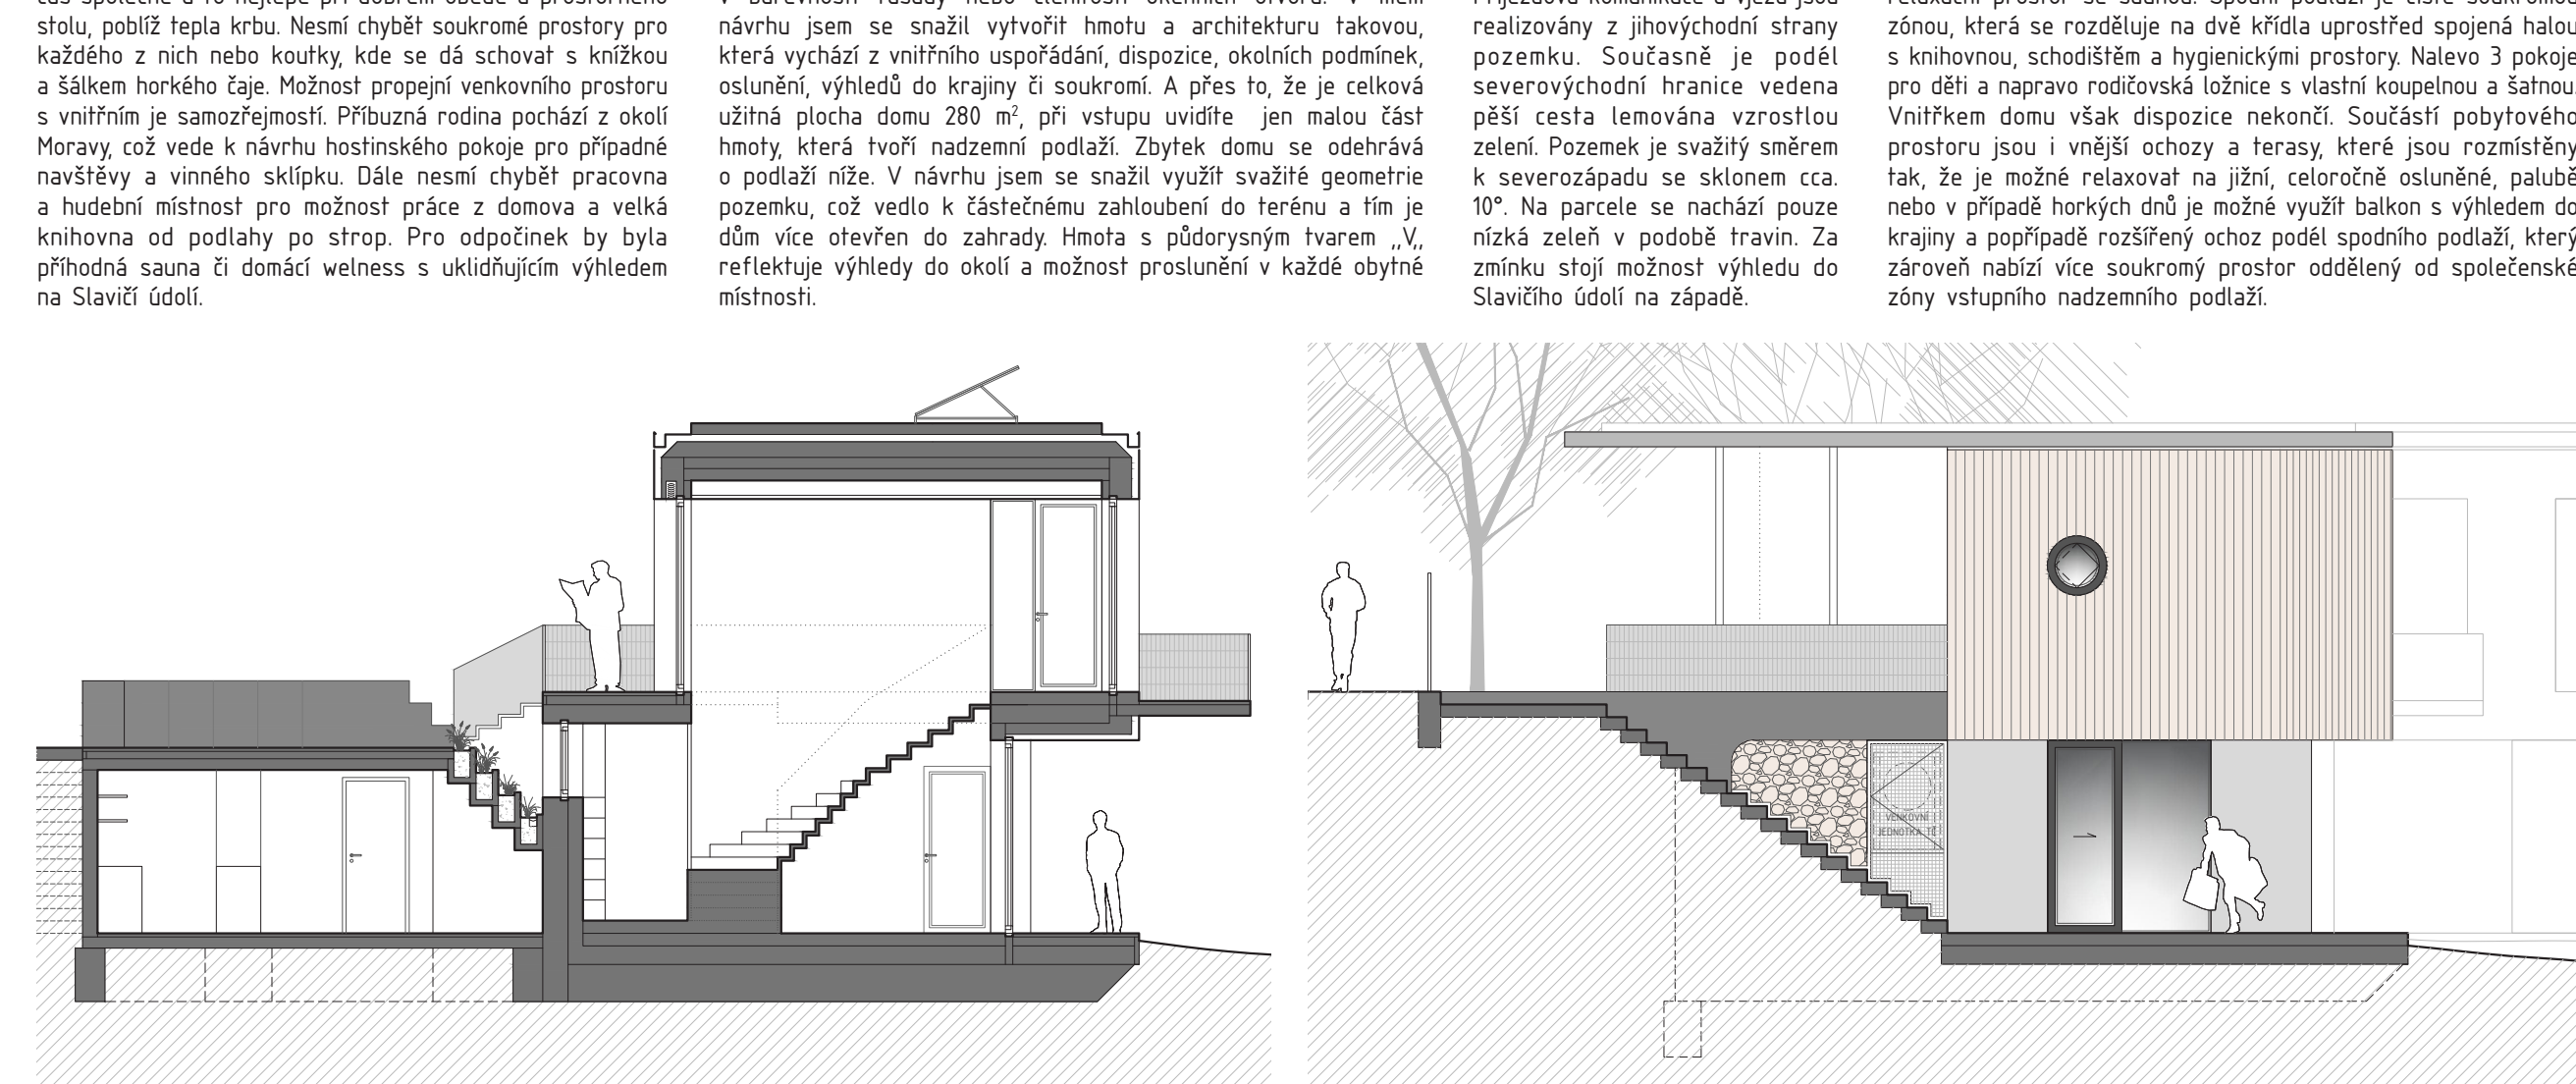 stolu, poblíž tepla krbu. Nesmí chybět soukromé prostory pro
každého z nich nebo koutky, kde se dá schovat s knížkou
a šálkem horkého čaje. Možnost propejní venkovního prostoru
s vnitřním je samozřejmostí. Příbuzná rodina pochází z okolí
Moravy, což vede k návrhu hostinského pokoje pro případné
navštěvy a vinného sklípku. Dále nesmí chybět pracovna
a hudební místnost pro možnost práce z domova a velká
knihovna od podlahy po strop. Pro odpočinek by byla
příhodná sauna či domácí welness s uklidňujícím výhledem
na Slavičí údolí.
návrhu jsem se snažil vytvořit hmotu a architekturu takovou,
která vychází z vnitřního uspořádání, dispozice, okolních podmínek,
oslunění, výhledů do krajiny či soukromí. A přes to, že je celková
užitná plocha domu 280 m², při vstupu uvidíte jen malou část
hmoty, která tvoří nadzemní podlaží. Zbytek domu se odehrává
o podlaží níže. V návrhu jsem se snažil využít svažité geometrie
pozemku, což vedlo k částečnému zahloubení do terénu a tím je
dům více otevřen do zahrady. Hmota s půdorysným tvarem ,,V,,
reflektuje výhledy do okolí a možnost proslunění v každé obytné
místnosti.
realizovány z jihovýchodní strany
pozemku. Současně je podél
severovýchodní hranice vedena
pěší cesta lemována vzrostlou
zelení. Pozemek je svažitý směrem
k severozápadu se sklonem cca.
10°. Na parcele se nachází pouze
nízká zeleň v podobě travin. Za
zmínku stojí možnost výhledu do
Slavičího údolí na západě.
zónou, která se rozděluje na dvě křídla uprostřed spojená halou
s knihovnou, schodištěm a hygienickými prostory. Nalevo 3 pokoje
pro děti a napravo rodičovská ložnice s vlastní koupelnou a šatnou.
Vnitřkem domu však dispozice nekončí. Součástí pobytového
prostoru jsou i vnější ochozy a terasy, které jsou rozmístěny
tak, že je možné relaxovat na jižní, celoročně osluněné, palubě
nebo v případě horkých dnů je možné využít balkon s výhledem do
krajiny a popřípadě rozšířený ochoz podél spodního podlaží, který
zároveň nabízí více soukromý prostor oddělený od společenské
zóny vstupního nadzemního podlaží.
VENKOVNÍ
JEDNOTKA TČ